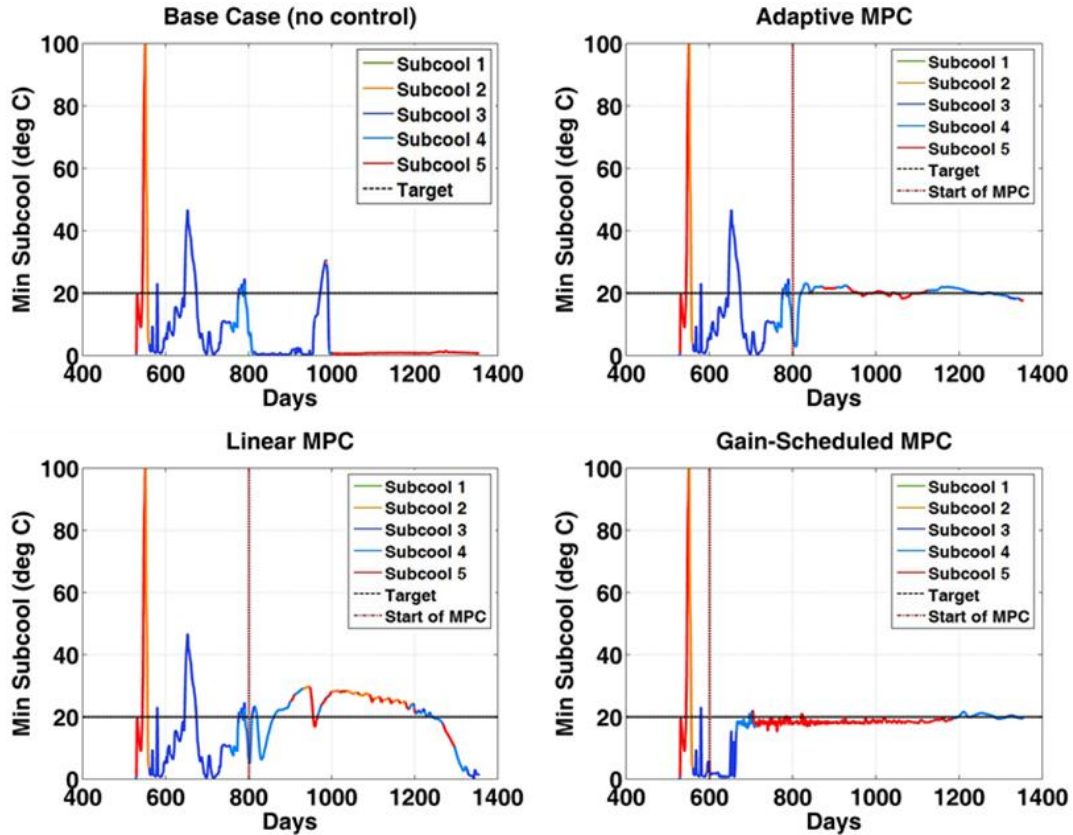 Base Case (no control)
Min Subcool (deg C)
100
80
60
40
20
0
Subcool 1
Subcool 2
Subcool 3
Subcool 4
Subcool 5
Target
400 600 800 1000 1200 1400
Days
Adaptive MPC
Min Subcool (deg C)
100
80
60
40
20
0
Subcool 1
Subcool 2
Subcool 3
Subcool 4
Subcool 5
Target
Start of MPC
400 600 800 1000 1200 1400
Days
Linear MPC
Min Subcool (deg C)
100
80
60
40
20
0
Subcool 1
Subcool 2
Subcool 3
Subcool 4
Subcool 5
Target
Start of MPC
400 600 800 1000 1200 1400
Days
Gain-Scheduled MPC
Min Subcool (deg C)
100
80
60
40
20
0
Subcool 1
Subcool 2
Subcool 3
Subcool 4
Subcool 5
Target
Start of MPC
400 600 800 1000 1200 1400
Days